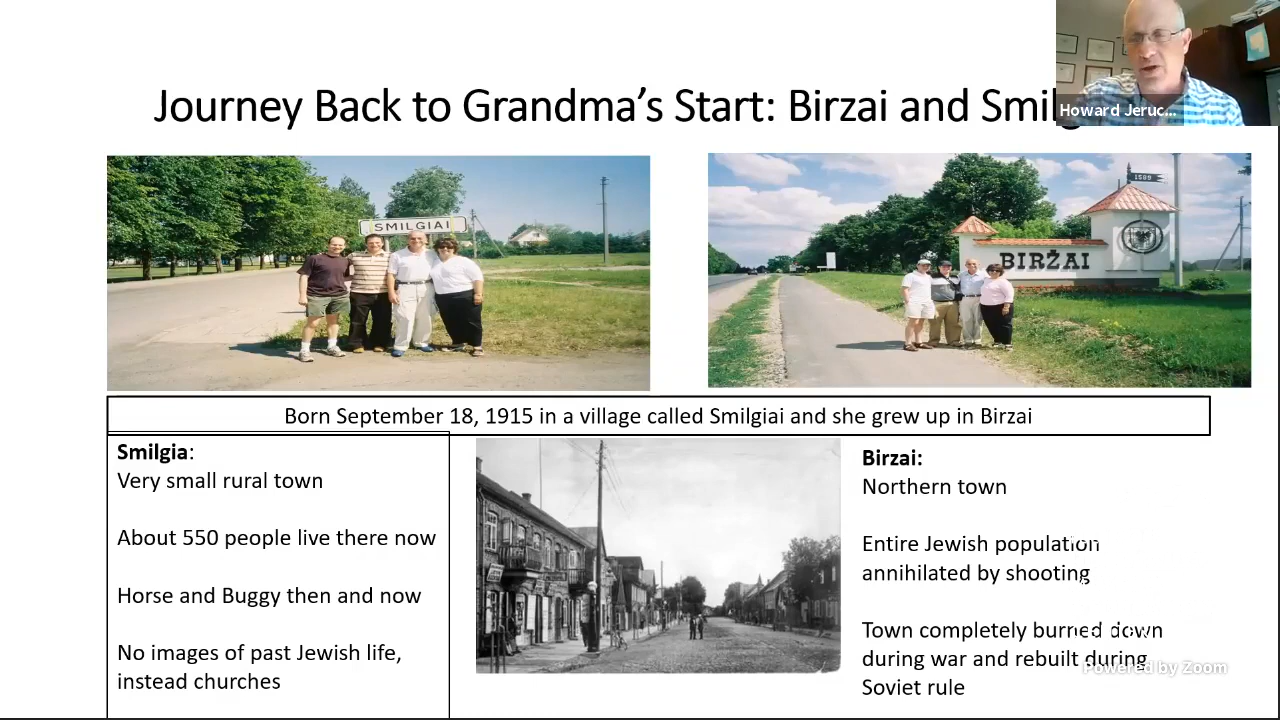 Journey Back to Grandma's Start: Birzai and Smilg
Howard Jeruc...
SMILGIAI
1589
BIRŽAI
Born September 18, 1915 in a village called Smilgiai and she grew up in Birzai
Smilgia:
Very small rural town
About 550 people live there now
Horse and Buggy then and now
No images of past Jewish life,
instead churches
Birzai:
Northern town
Entire Jewish population
annihilated by shooting
Town completely burned down
during war and rebuilt during
Soviet rule
Powered by Zoom